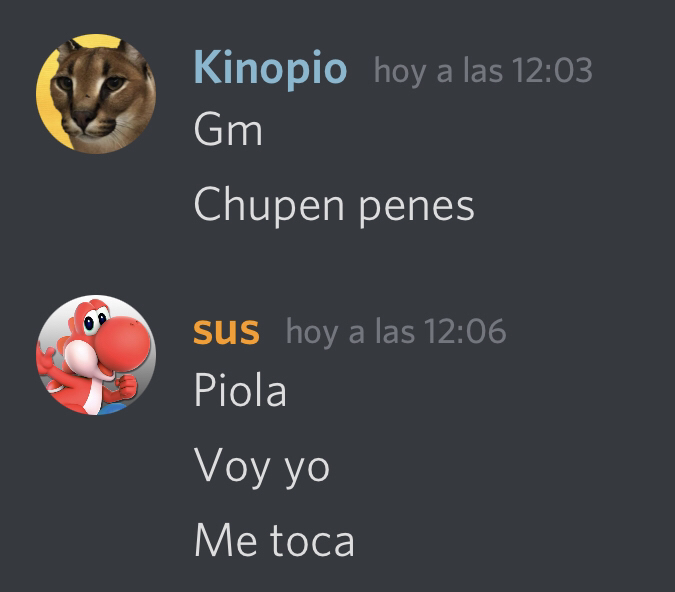 Kinopio hoy a las 12:03
Gm
Chupen penes
sus hoy a las 12:06
Piola
Voy yo
Me toca